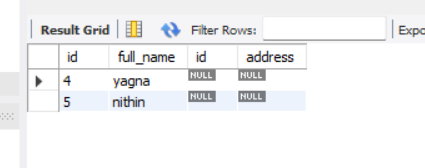 Result Grid Filter Rows: Expo
id full_name id address
4 yagna NULL NULL
5 nithin NULL NULL